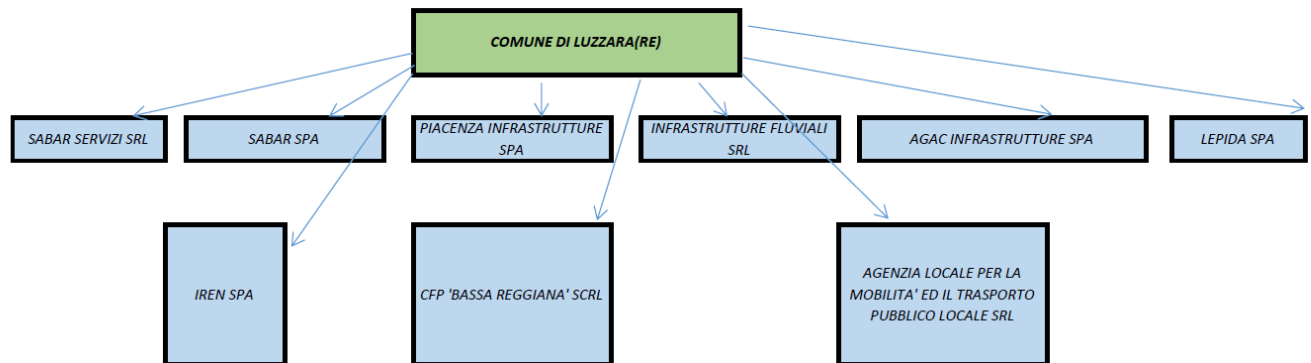 COMUNE DI LUZZARA(RE)
SABAR SERVIZI SRL
SABAR SPA
PIACENZA INFRASTRUTTURE
SPA
INFRASTRUTTURE FLUVIALI
SRL
AGAC INFRASTRUTTURE SPA
LEPIDA SPA
IREN SPA
CFP 'BASSA REGGIANA' SCRL
AGENZIA LOCALE PER LA
MOBILITA' ED IL TRASPORTO
PUBBLICO LOCALE SRL